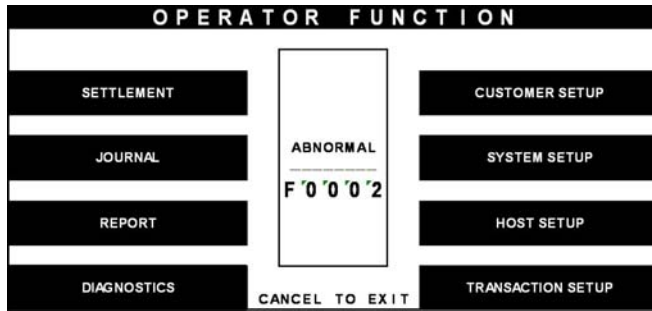 OPERATOR FUNCTION
SETTLEMENT
CUSTOMER SETUP
JOURNAL
ABNORMAL
----------
F0002
SYSTEM SETUP
REPORT
HOST SETUP
DIAGNOSTICS
CANCEL TO EXIT
TRANSACTION SETUP